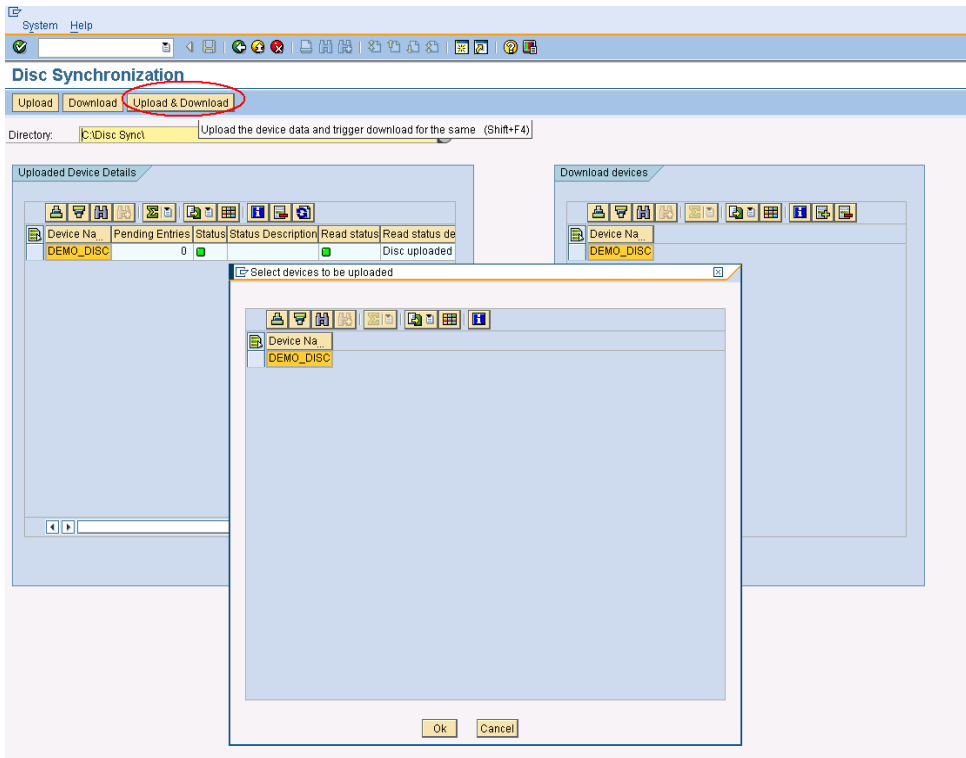 System Help
Disc Synchronization
Upload Download Upload & Download
Directory: C:\Disc Sync\
Upload the device data and trigger download for the same (Shift+F4)
Uploaded Device Details
Device Na...
Pending Entries Status Status Description Read status Read status de
DEMO_DISC 0 Disc uploaded
Download devices
Device Na...
DEMO_DISC
Select devices to be uploaded
Device Na...
DEMO_DISC
Ok Cancel